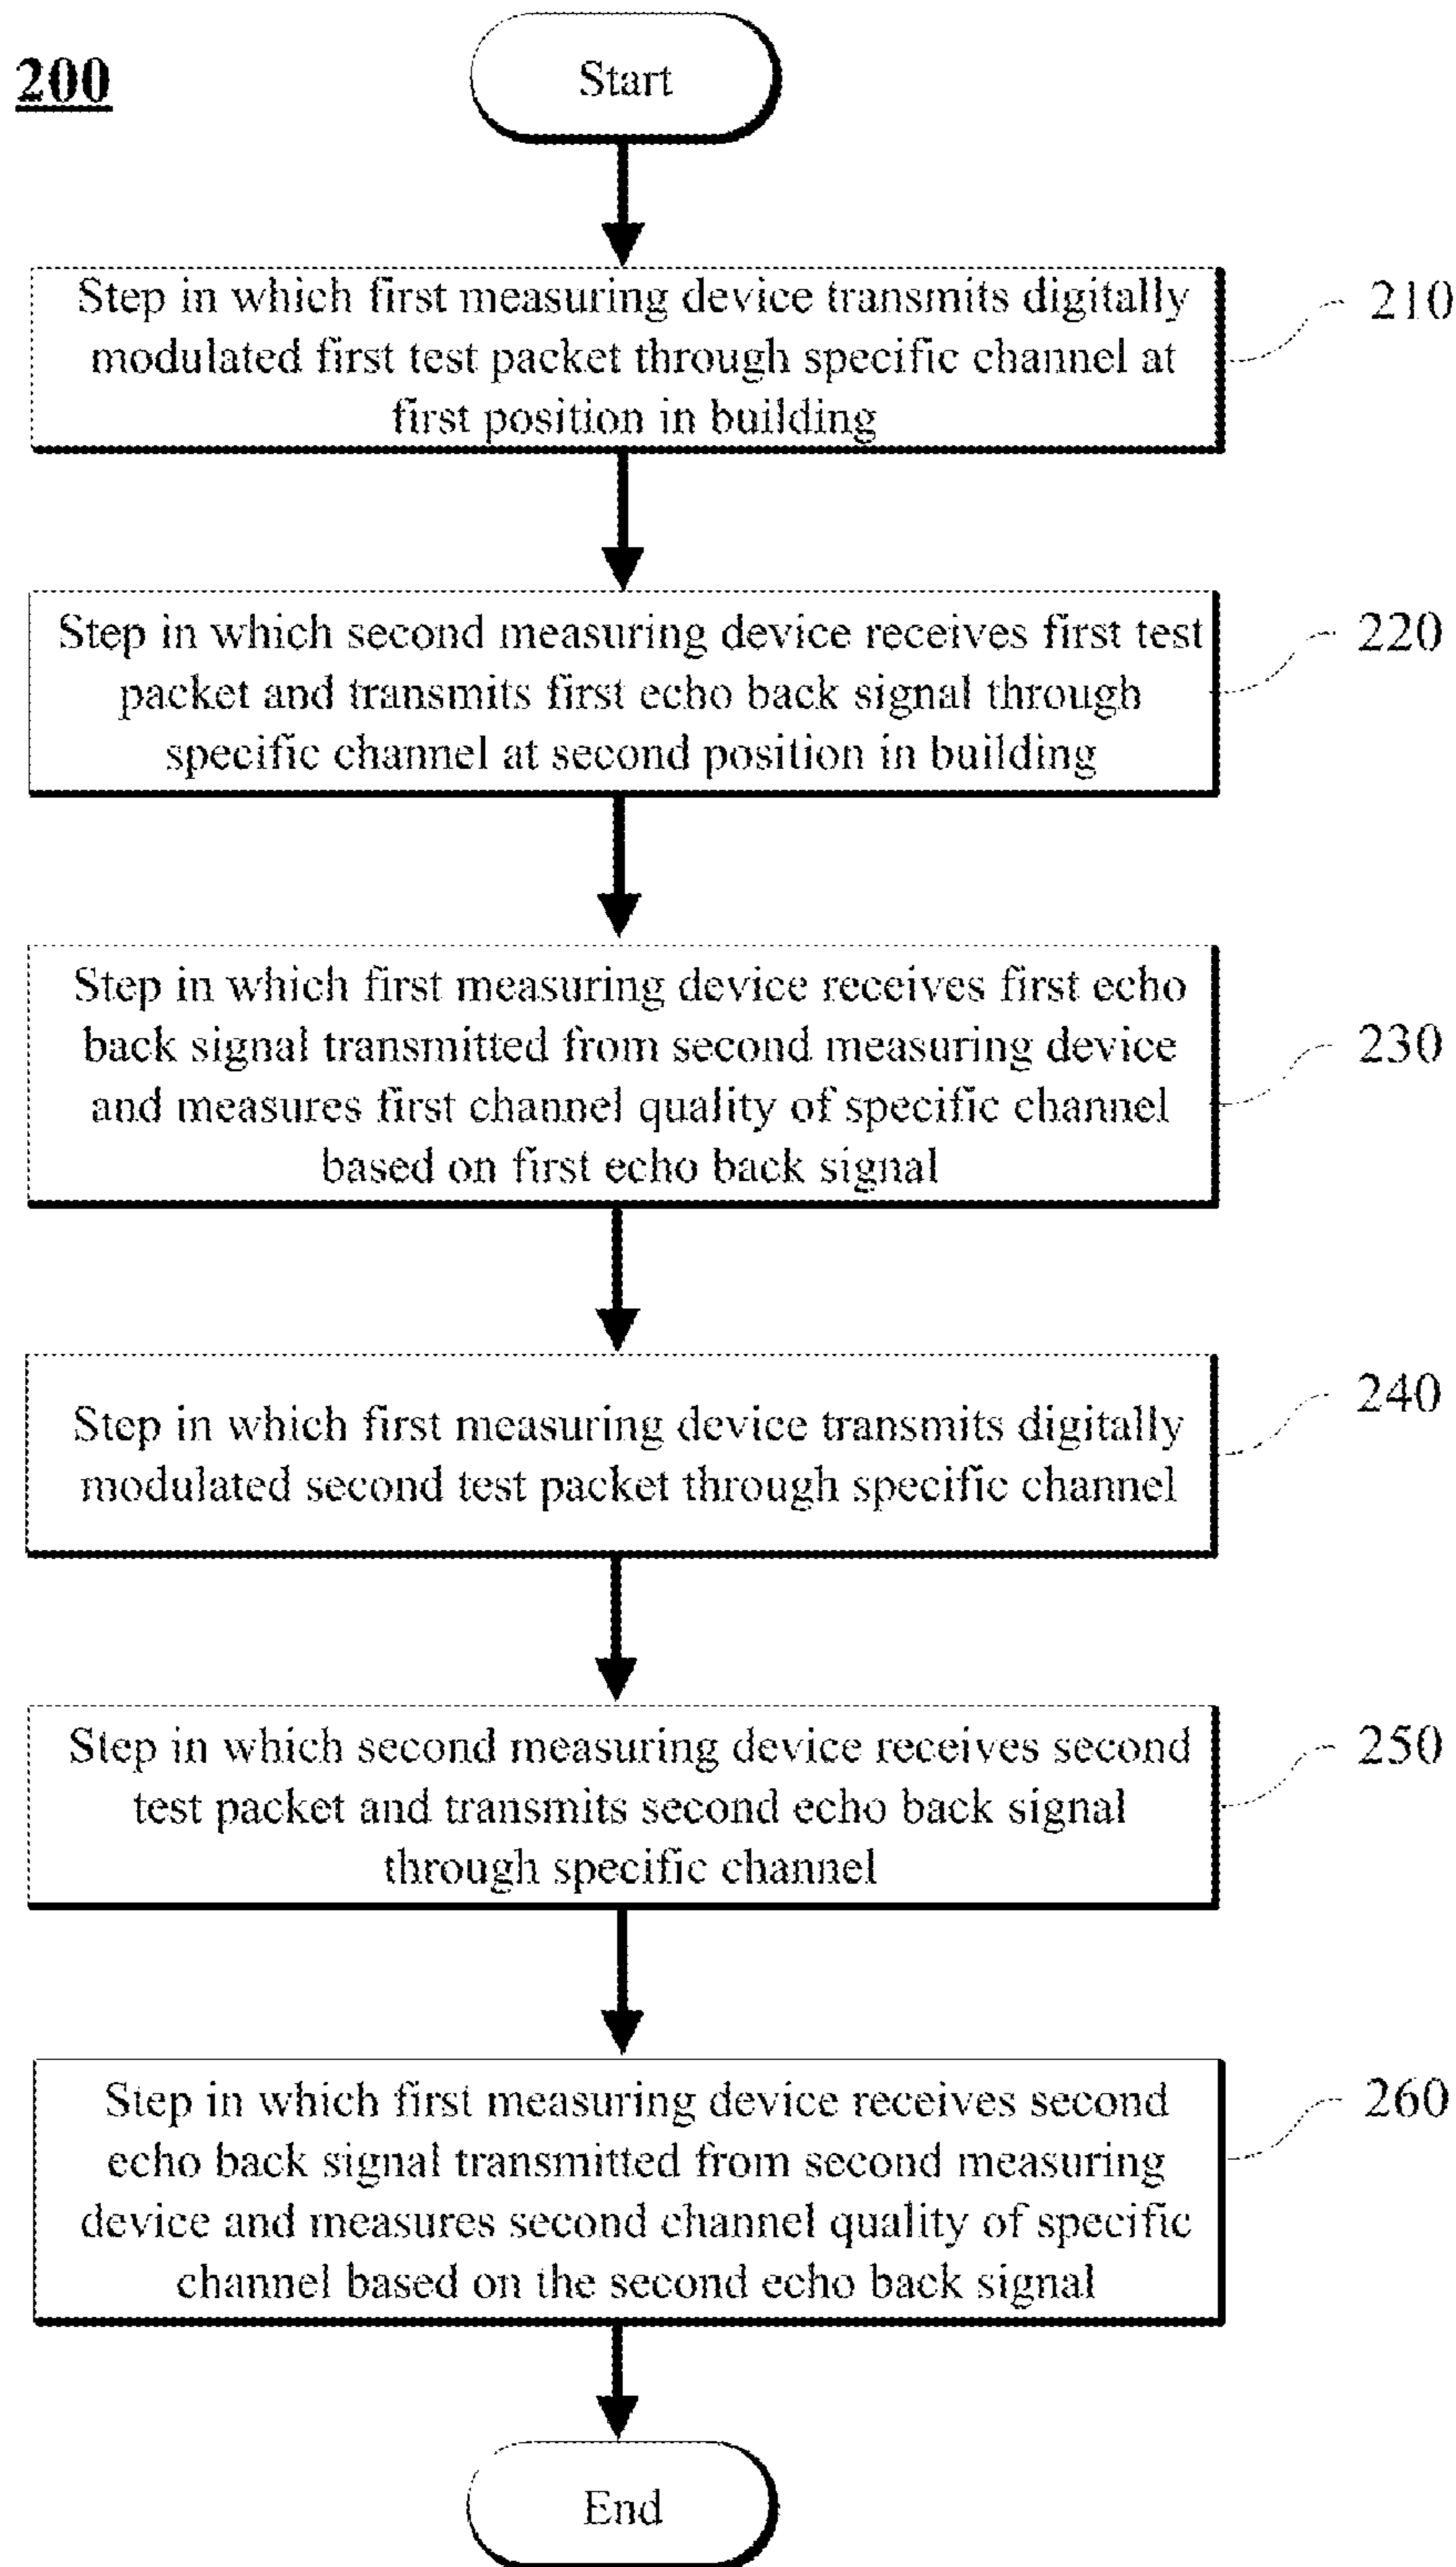 200
Start
Step in which first measuring device transmits digitally
modulated first test packet through specific channel at
first position in building
210
Step in which second measuring device receives first test
packet and transmits first echo back signal through
specific channel at second position in building
220
Step in which first measuring device receives first echo
back signal transmitted from second measuring device
and measures first channel quality of specific channel
based on first echo back signal
230
Step in which first measuring device transmits digitally
modulated second test packet through specific channel
240
Step in which second measuring device receives second
test packet and transmits second echo back signal
through specific channel
250
Step in which first measuring device receives second
echo back signal transmitted from second measuring
device and measures second channel quality of specific
channel based on the second echo back signal
260
End